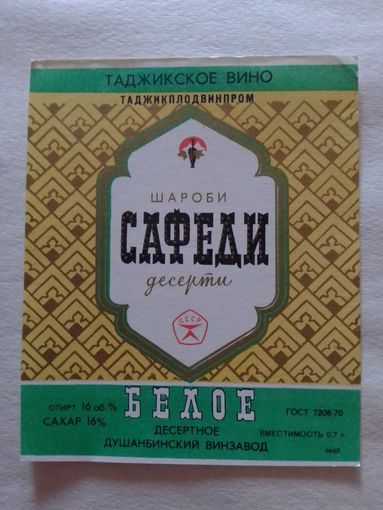 ТАДЖИКСКОЕ ВИНО
ТАДЖИКПЛОДВИНПРОМ
ШАРОБИ
САФЕДИ
десерти
СССР
БЕЛОЕ
СПИРТ 16 об.%
САХАР 16%
ДЕСЕРТНОЕ
ДУШАНБИНСКИЙ ВИНЗАВОД
ГОСТ 7208-70
ВМЕСТИМОСТЬ 0,7 л